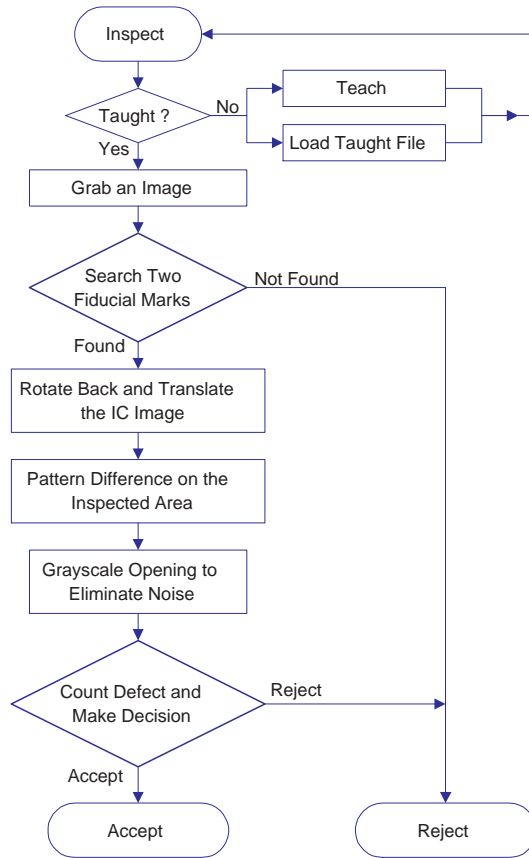 Inspect
Taught ?
No
Teach
Load Taught File
Yes
Grab an Image
Search Two
Fiducial Marks
Not Found
Found
Rotate Back and Translate
the IC Image
Pattern Difference on the
Inspected Area
Grayscale Opening to
Eliminate Noise
Count Defect and
Make Decision
Reject
Accept
Accept
Reject